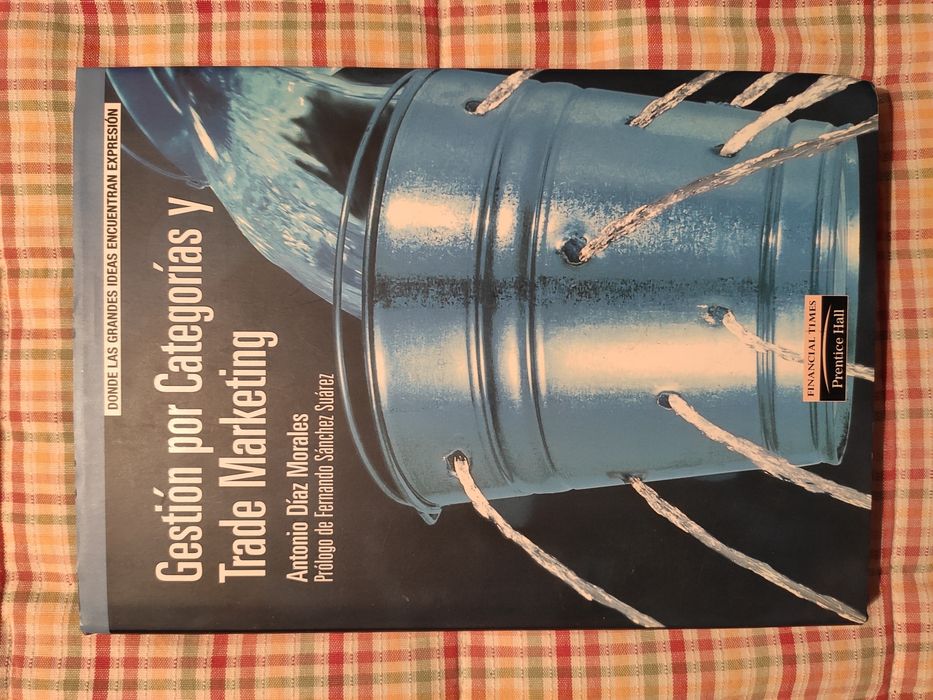 DONDE LAS GRANDES IDEAS ENCUENTRAN EXPRESIÓN
Gestión por Categorías y
Trade Marketing
Antonio Díaz Morales
Prólogo de Fernando Sánchez Suárez
FINANCIAL TIMES
Prentice Hall